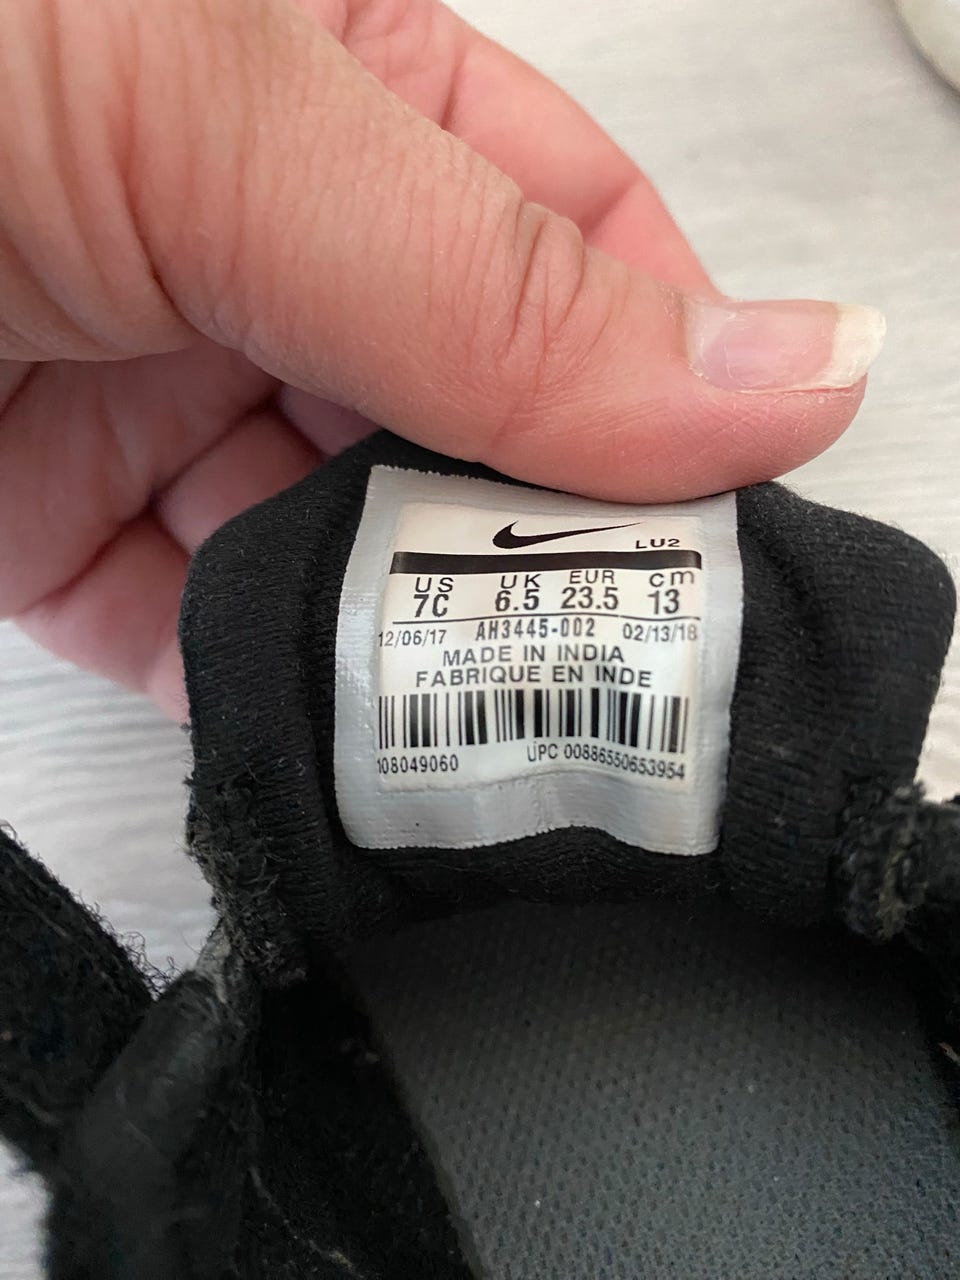 LU2
US UK EUR cm
7C 6.5 23.5 13
12/06/17 AH3445-002 02/13/18
MADE IN INDIA
FABRIQUE EN INDE
108049060 UPC 00886550653954